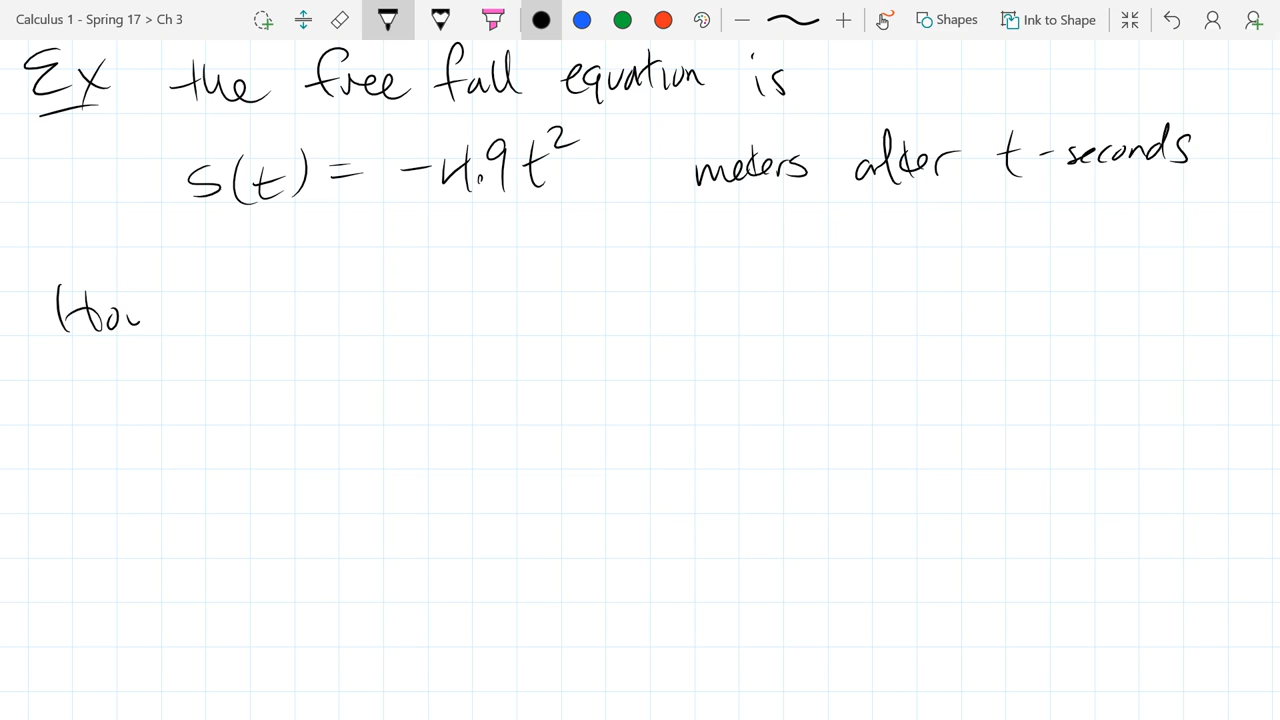 Calculus 1 - Spring 17 > Ch 3
Shapes
Ink to Shape
Ex the free fall equation is
s(t) = -4.9t² meters after t-seconds
How